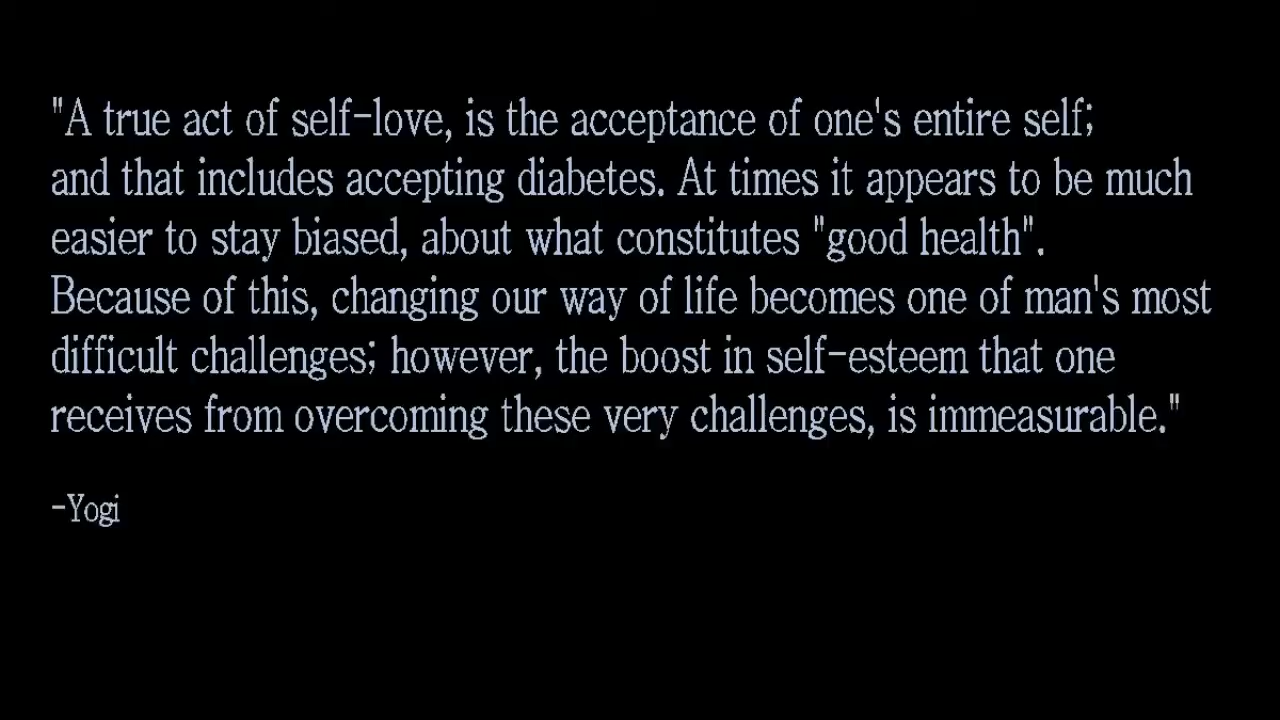 "A true act of self-love, is the acceptance of one's entire self;
and that includes accepting diabetes. At times it appears to be much
easier to stay biased, about what constitutes "good health".
Because of this, changing our way of life becomes one of man's most
difficult challenges; however, the boost in self-esteem that one
receives from overcoming these very challenges, is immeasurable."
-Yogi